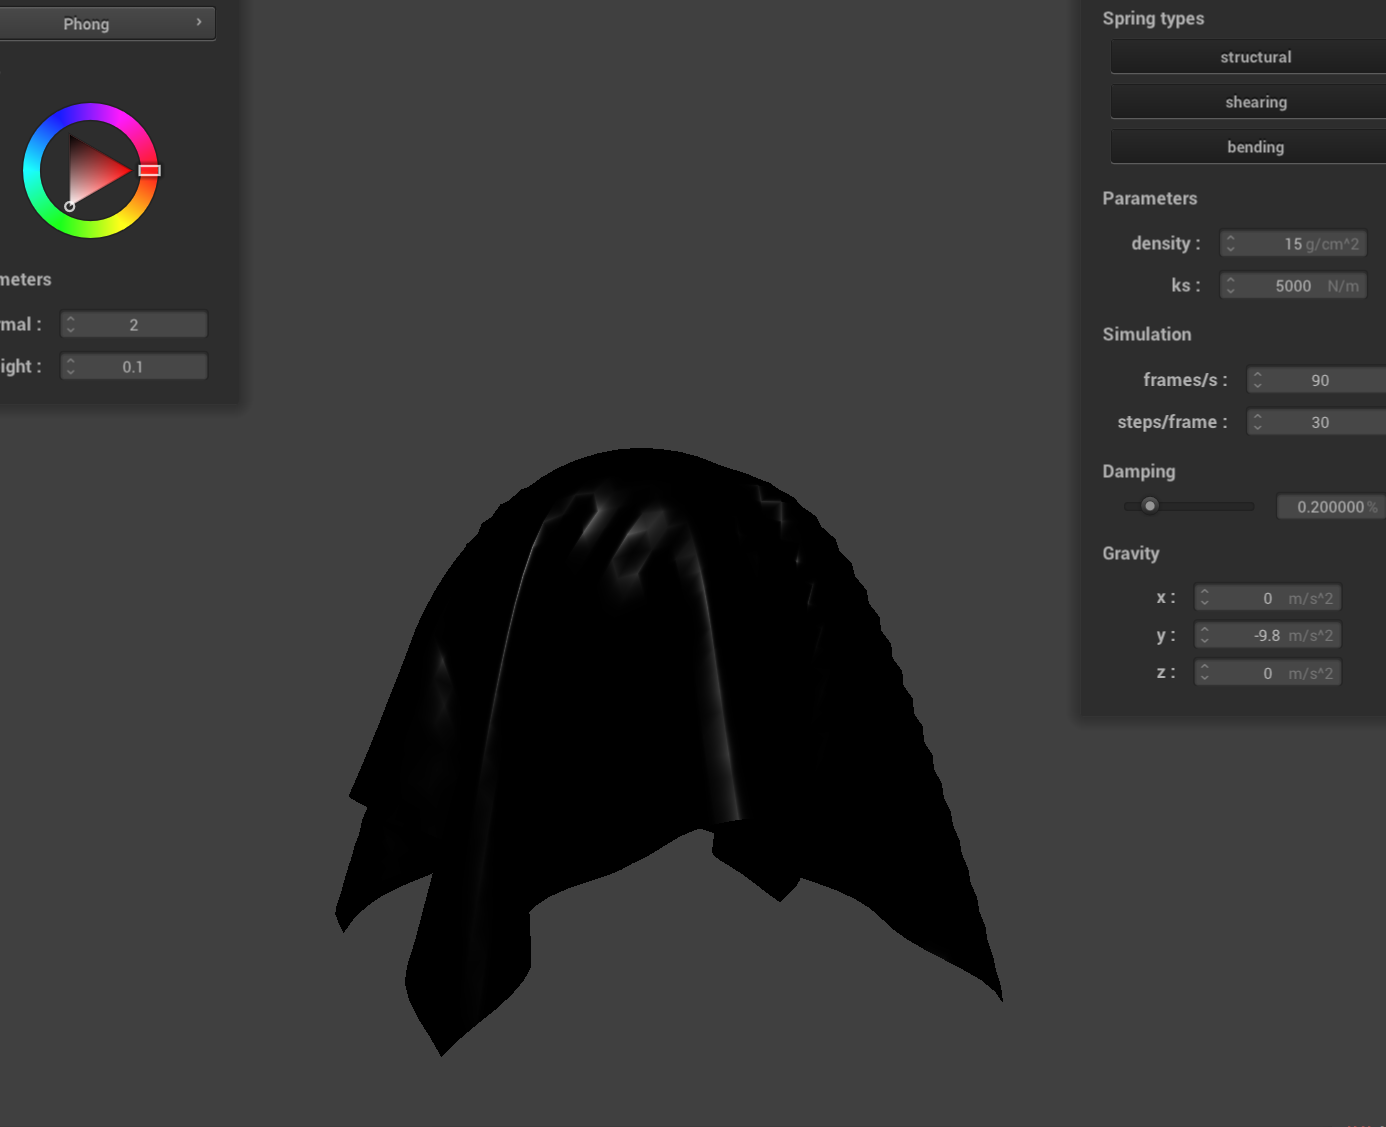 Phong
meters
rmal : 2
ight : 0.1
Spring types
structural
shearing
bending
Parameters
density : 15 g/cm^2
ks : 5000 N/m
Simulation
frames/s : 90
steps/frame : 30
Damping
0.200000 %
Gravity
x : 0 m/s^2
y : -9.8 m/s^2
z : 0 m/s^2